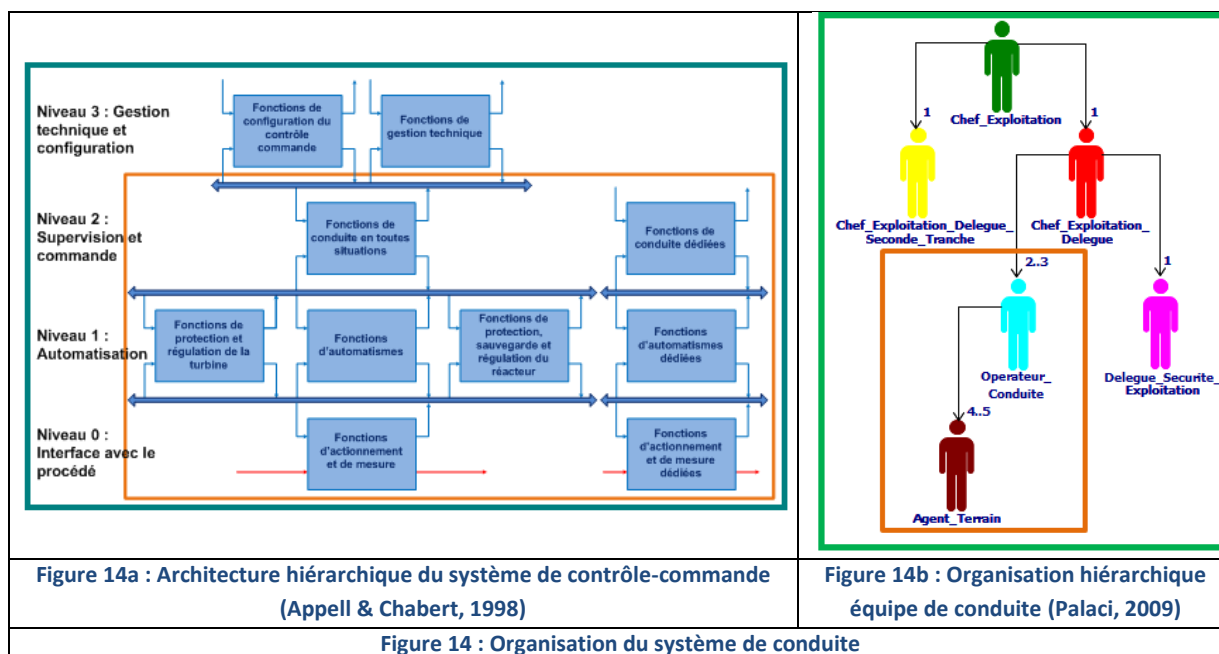 Niveau 3 : Gestion
technique et
configuration
Fonctions de
configuration du
contrôle
commande
Fonctions de
gestion technique
Niveau 2 :
Supervision et
commande
Fonctions
de conduite en toutes
situations
Fonctions de
conduite dédiées
Niveau 1 :
Automatisation
Fonctions de
protection et
régulation de la
turbine
Fonctions
d'automatismes
Fonctions de
protection,
sauvegarde et
régulation du
réacteur
Fonctions
d'automatismes
dédiées
Niveau 0 :
Interface avec le
procédé
Fonctions
d'actionnement
et de mesure
Fonctions
d'actionnement
et de mesure
dédiées
Chef_Exploitation
1
1
Chef_Exploitation_Delegue_
Seconde_Tranche
Chef_Exploitation_
Delegue
2..3
1
Operateur_
Conduite
Delegue_Securite_
Exploitation
4..5
Agent_Terrain
Figure 14a : Architecture hiérarchique du système de contrôle-commande
(Appell & Chabert, 1998)
Figure 14b : Organisation hiérarchique
équipe de conduite (Palaci, 2009)
Figure 14 : Organisation du système de conduite